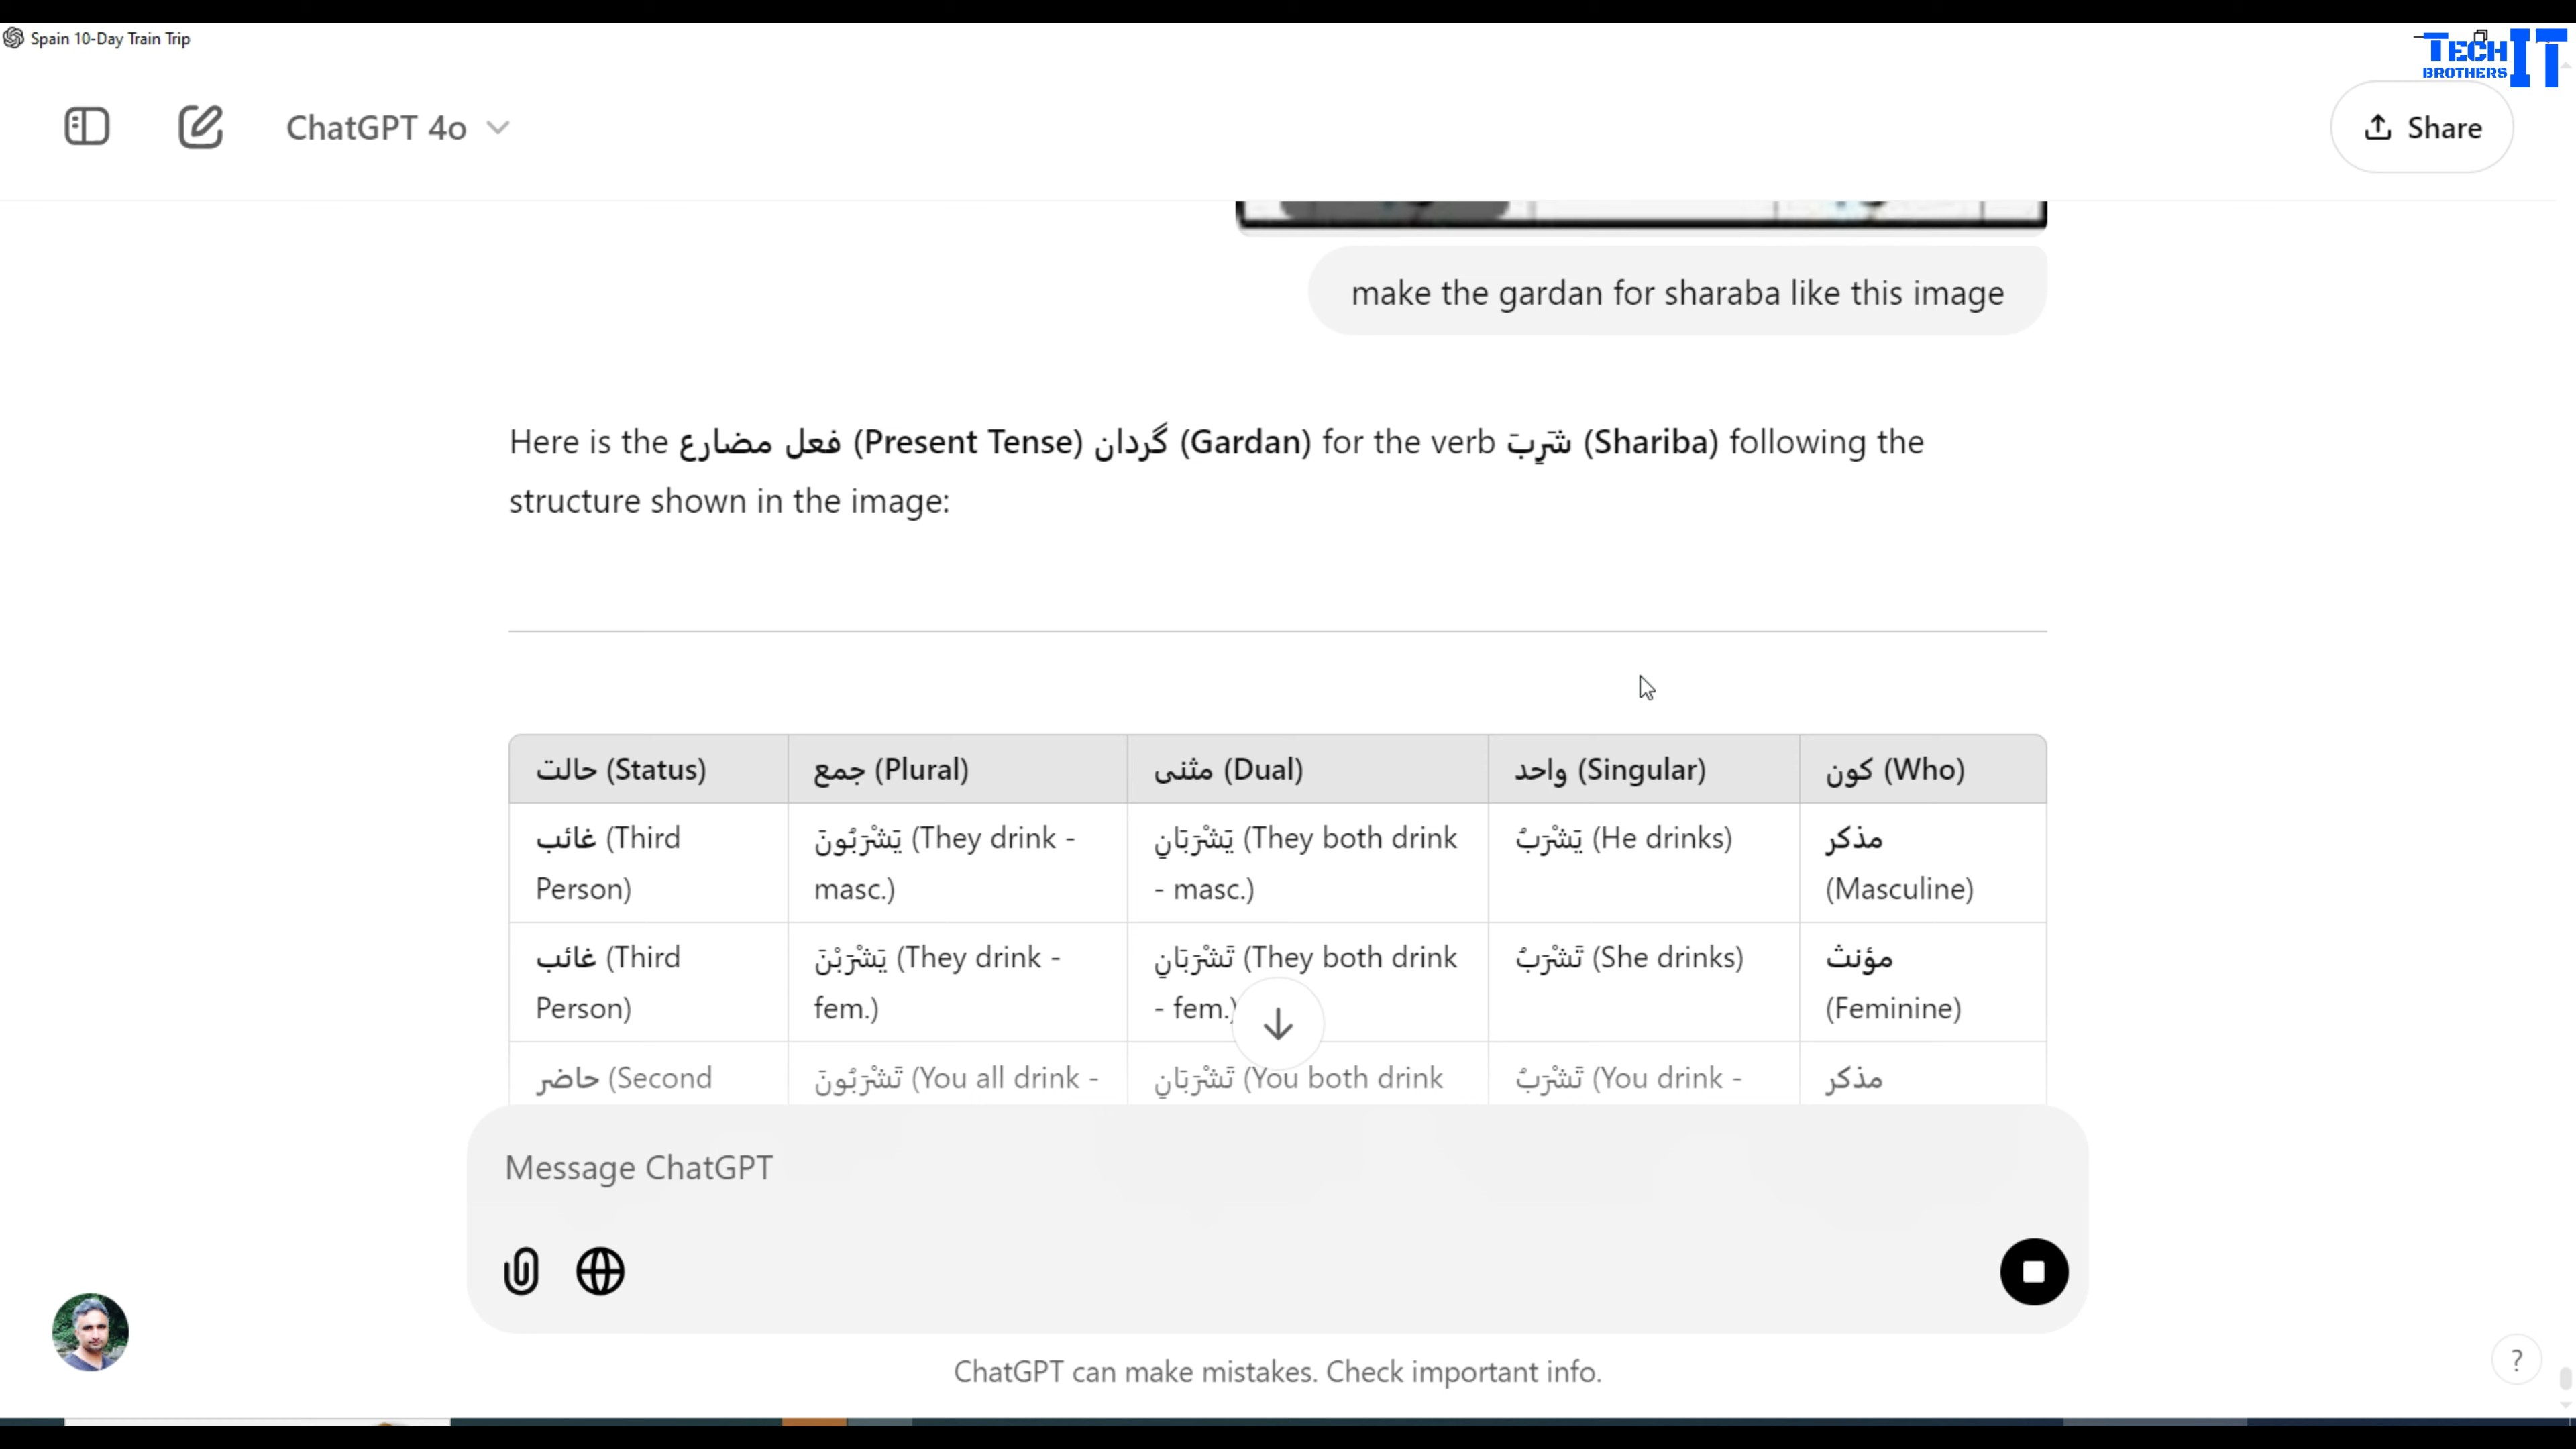 Spain 10-Day Train Trip
TECH IT
BROTHERS
ChatGPT 4o
Share
make the gardan for sharaba like this image
Here is the فعل مضارع (Present Tense) گردان (Gardan) for the verb شَرِبَ (Shariba) following the
structure shown in the image:
حالت (Status) جمع (Plural) مثنی (Dual) واحد (Singular) کون (Who)
غائب (Third يَشْرَبُونَ (They drink - يَشْرَبَانِ (They both drink يَشْرَبُ (He drinks) مذکر
Person) masc.) - masc.) (Masculine)
غائب (Third يَشْرَبْنَ (They drink - تَشْرَبَانِ (They both drink تَشْرَبُ (She drinks) مؤنث
Person) fem.) - fem.) (Feminine)
حاضر (Second تَشْرَبُونَ (You all drink - تَشْرَبَانِ (You both drink تَشْرَبُ (You drink - مذکر
Message ChatGPT
ChatGPT can make mistakes. Check important info.
?